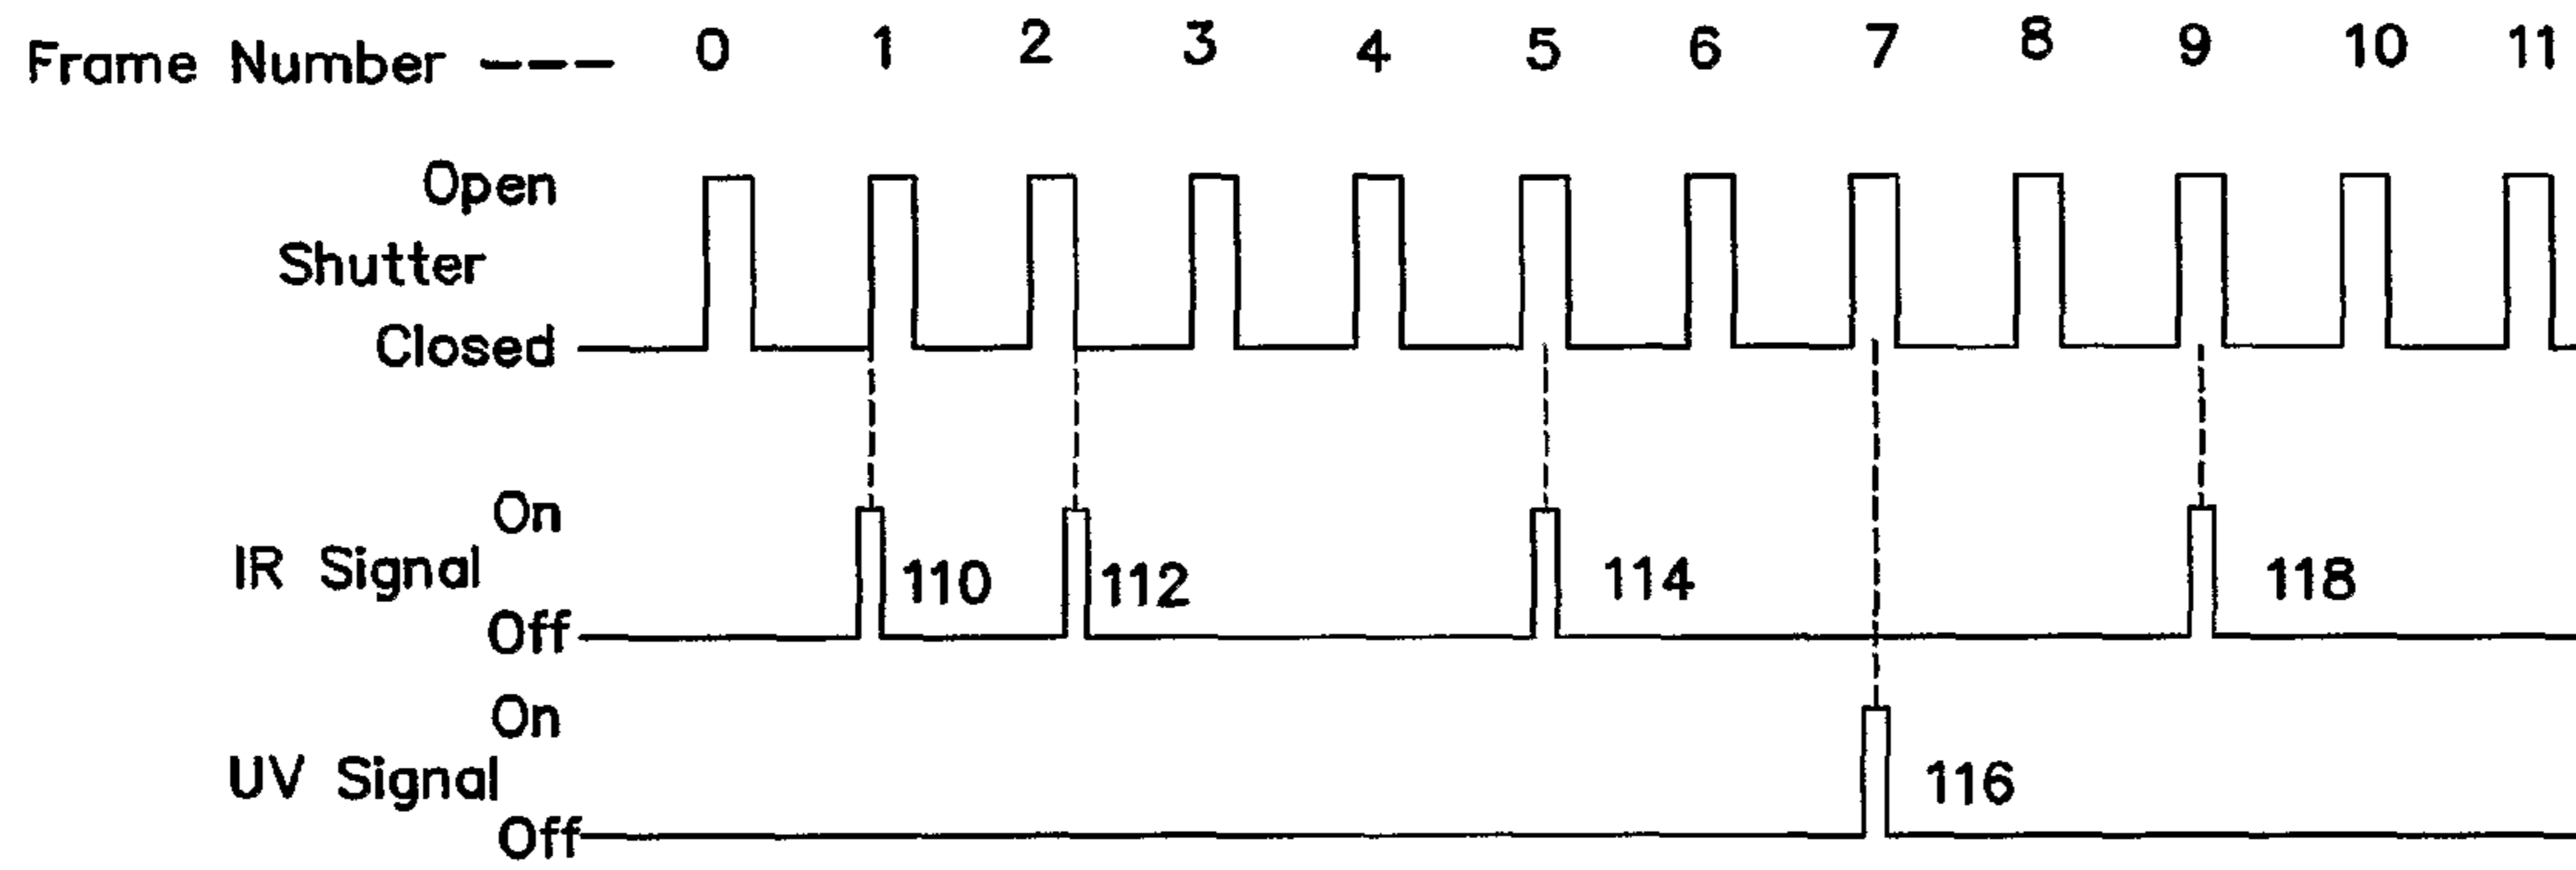 Frame Number --- 0 1 2 3 4 5 6 7 8 9 10 11
Open
Shutter
Closed
On
IR Signal 110 112 114 118
Off
On
UV Signal 116
Off